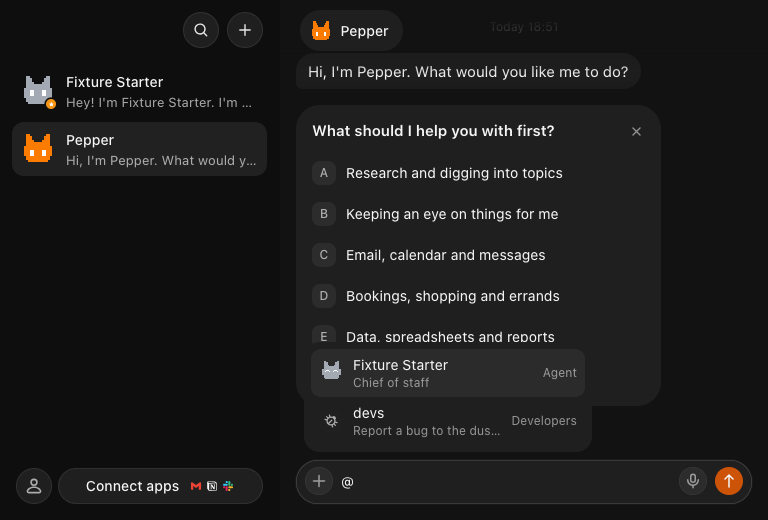 Fixture Starter
Hey! I'm Fixture Starter. I'm ...
Pepper
Hi, I'm Pepper. What would y...
Connect apps
Pepper
Today 18:51
Hi, I'm Pepper. What would you like me to do?
What should I help you with first?
A Research and digging into topics
B Keeping an eye on things for me
C Email, calendar and messages
D Bookings, shopping and errands
E Data, spreadsheets and reports
Fixture Starter
Chief of staff
Agent
devs
Report a bug to the dus...
Developers
@